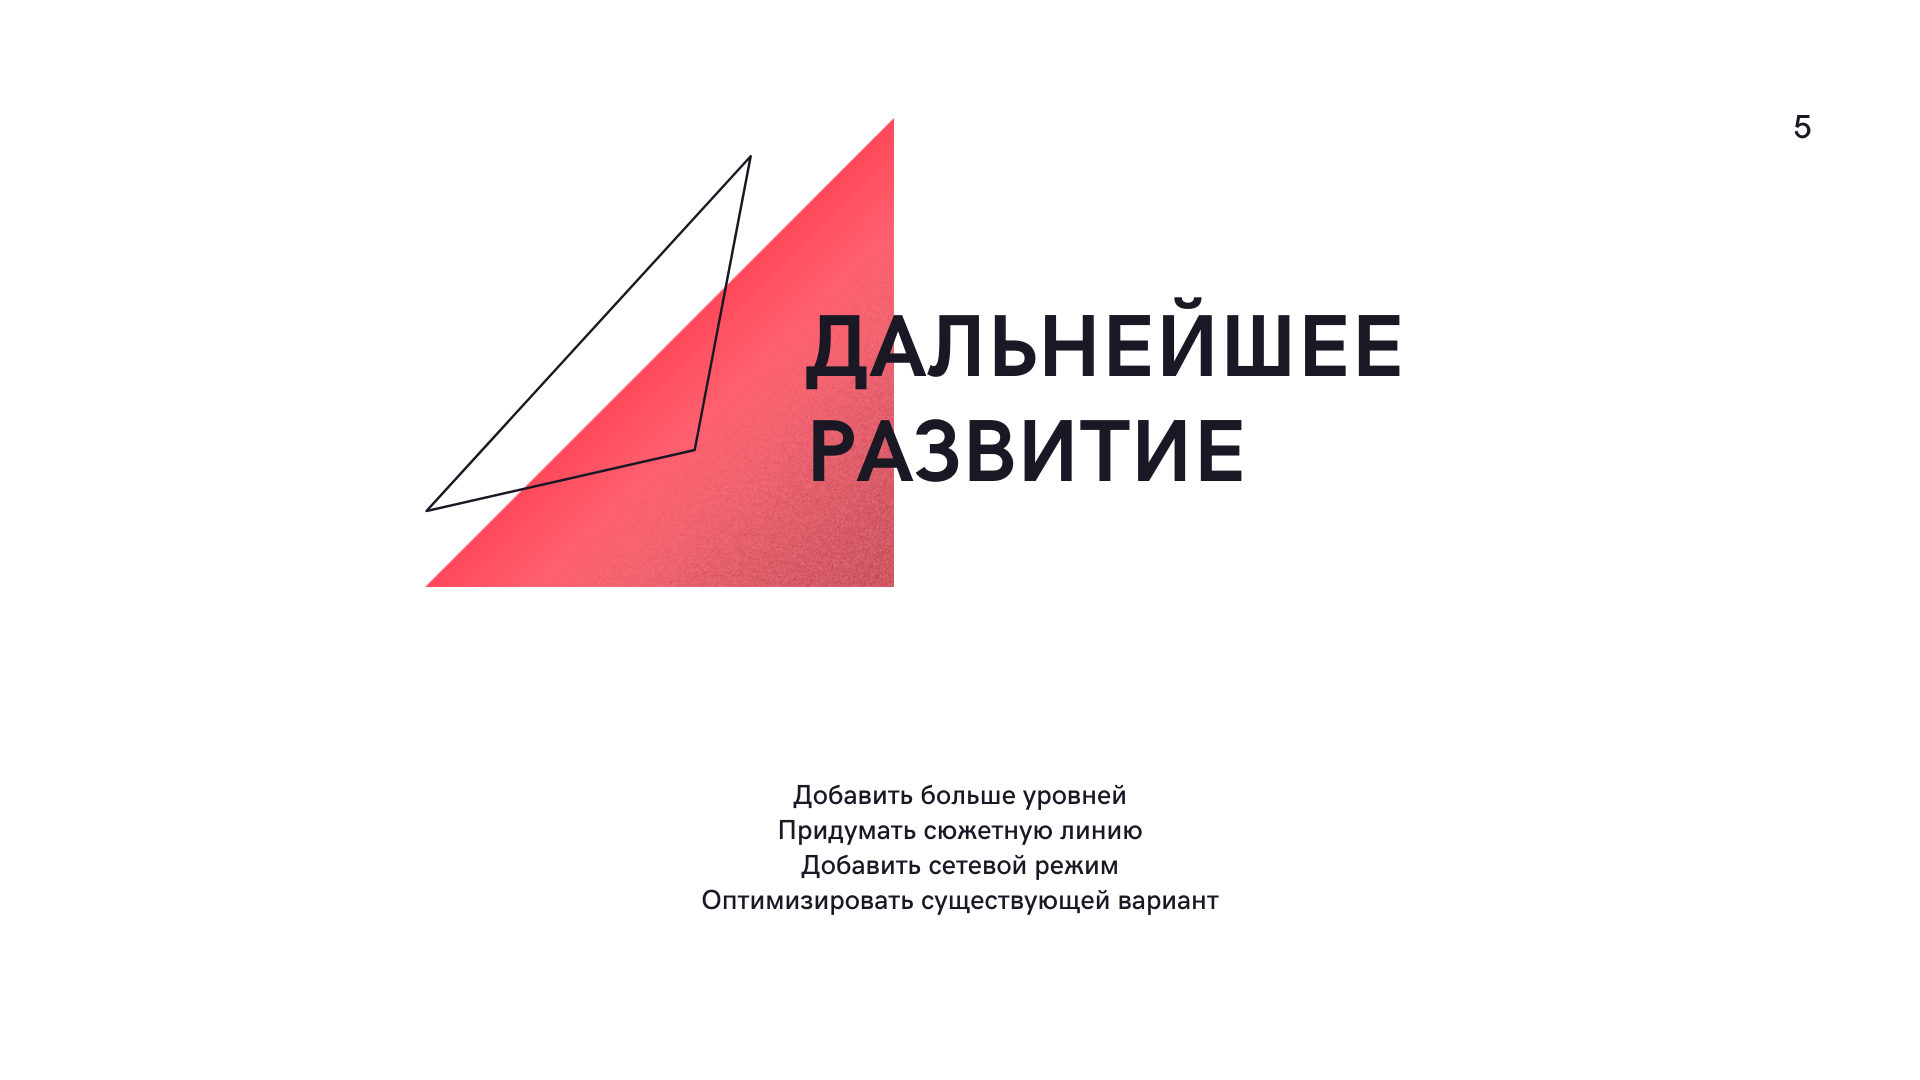 5
ДАЛЬНЕЙШЕЕ
РАЗВИТИЕ
Добавить больше уровней
Придумать сюжетную линию
Добавить сетевой режим
Оптимизировать существующей вариант